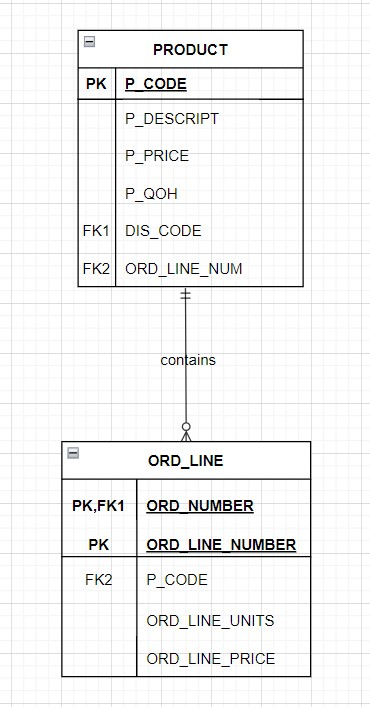 PRODUCT
PK P_CODE
P_DESCRIPT
P_PRICE
P_QOH
FK1 DIS_CODE
FK2 ORD_LINE_NUM
contains
ORD_LINE
PK,FK1 ORD_NUMBER
PK ORD_LINE_NUMBER
FK2 P_CODE
ORD_LINE_UNITS
ORD_LINE_PRICE